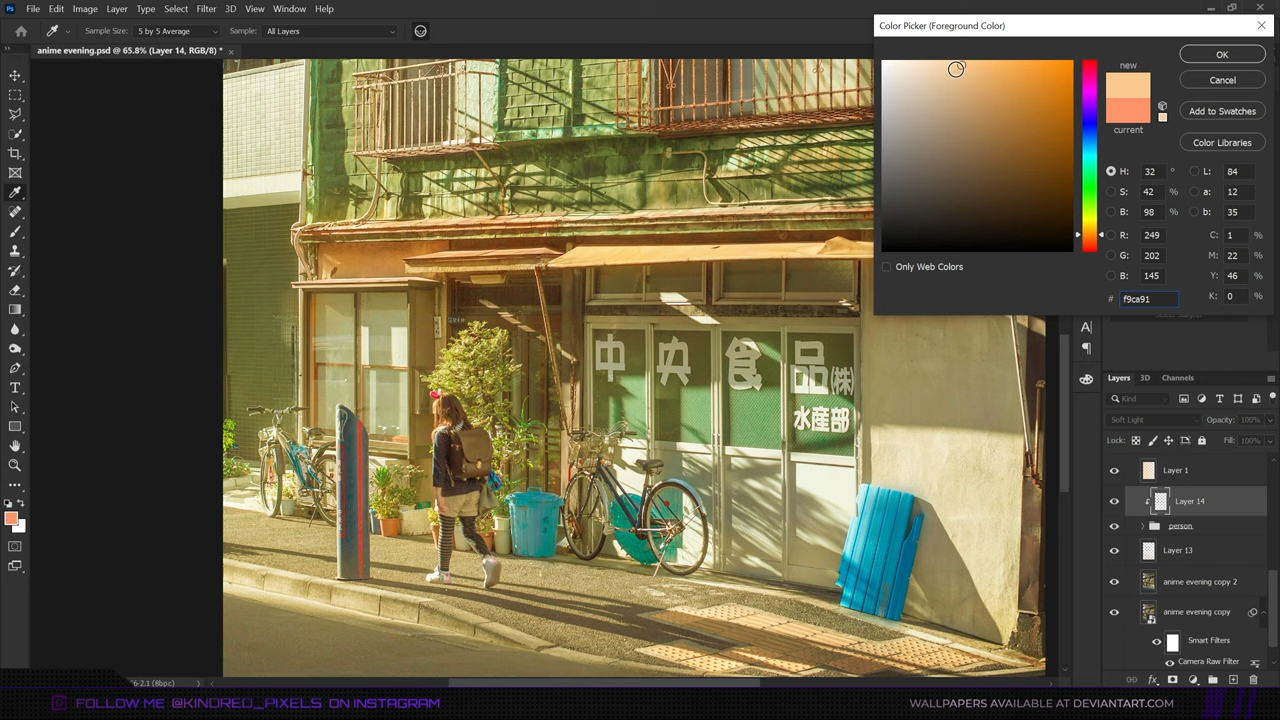 File Edit Image Layer Type Select Filter 3D View Window Help
Sample Size: 5 by 5 Average Sample: All Layers
anime evening.psd @ 65.8% (Layer 14, RGB/8) *
Color Picker (Foreground Color)
new
current
OK
Cancel
Add to Swatches
Color Libraries
H: 32 ° L: 84
S: 42 % a: 12
B: 98 % b: 35
R: 249 C: 1 %
G: 202 M: 22 %
B: 145 Y: 46 %
# f9ca91 K: 0 %
Only Web Colors
中央食品(株)
水産部
Layers 3D Channels
Kind
Soft Light Opacity: 100%
Lock: Fill: 100%
Layer 1
Layer 14
person
Layer 13
anime evening copy 2
anime evening copy
Smart Filters
Camera Raw Filter
6-2.1 (8bpc)
FOLLOW ME @KINDRED_PIXELS ON INSTAGRAM
WALLPAPERS AVAILABLE AT DEVIANTART.COM